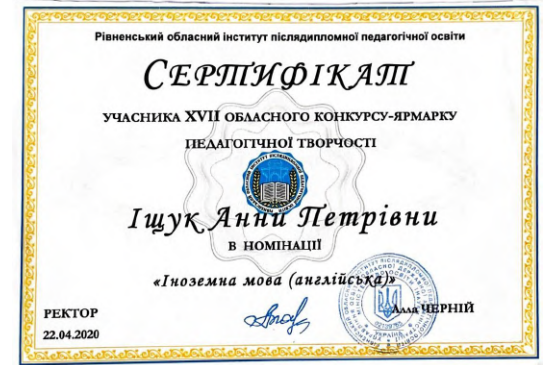 Рівненський обласний інститут післядипломної педагогічної освіти
СЕРТИФІКАТ
УЧАСНИКА XVII ОБЛАСНОГО КОНКУРСУ-ЯРМАРКУ
ПЕДАГОГІЧНОЇ ТВОРЧОСТІ
Іщук Анни Петрівни
В НОМІНАЦІЇ
«Іноземна мова (англійська)»
РЕКТОР
Алла ЧЕРНІЙ
22.04.2020